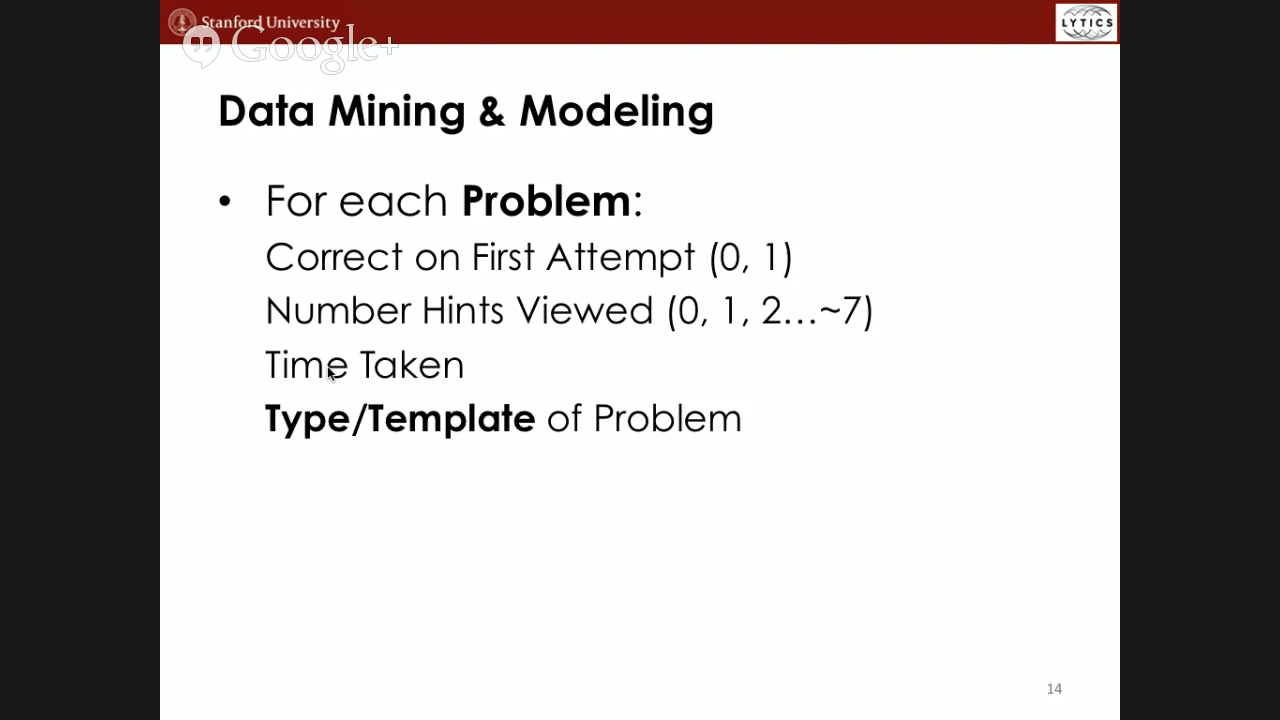 Stanford University
Google+
LYTICS
Data Mining & Modeling
• For each Problem:
Correct on First Attempt (0, 1)
Number Hints Viewed (0, 1, 2...~7)
Time Taken
Type/Template of Problem
14